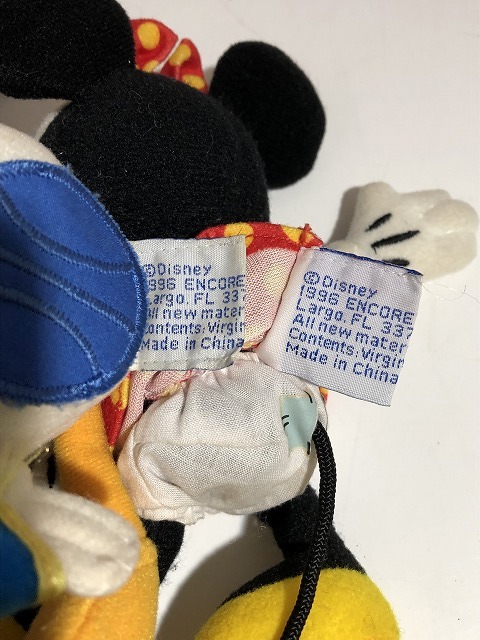 ©Disney
1996 ENCORE
Largo, FL 337
All new mater
Contents: Virgin
Made in China
©Disney
1996 ENCORE
Largo, FL 337
All new mater
Contents: Virgin
Made in China